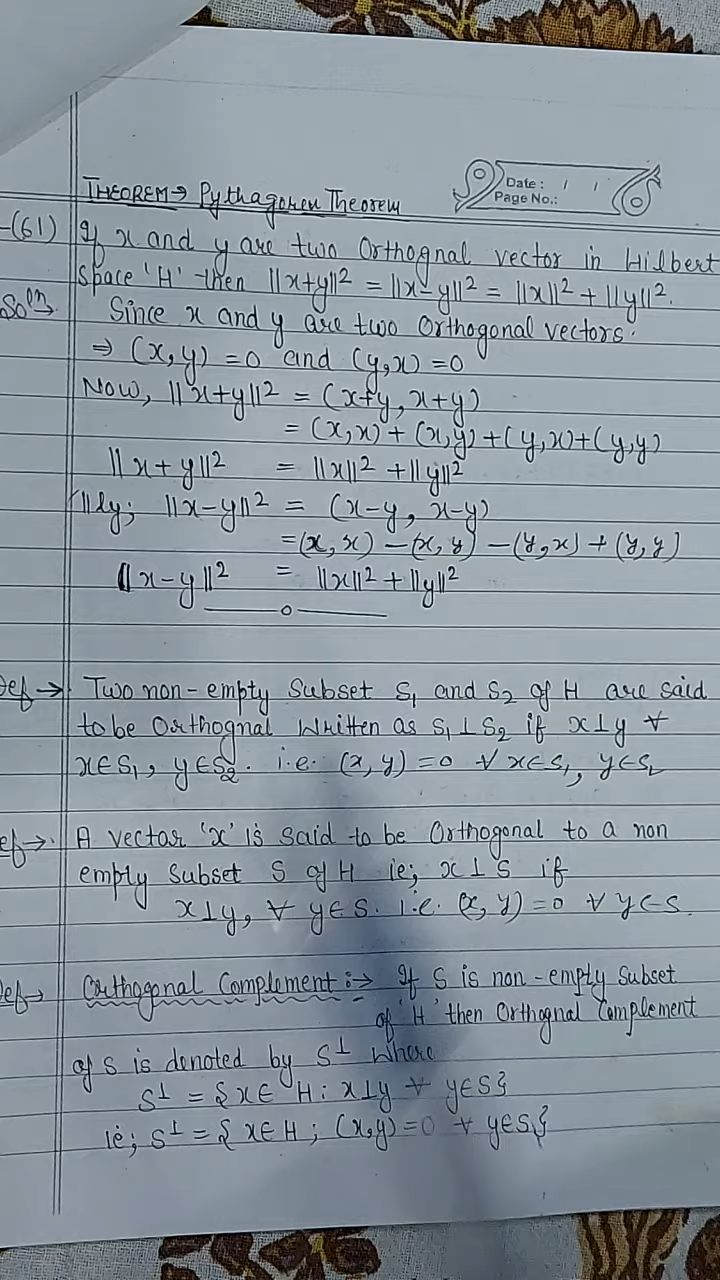 THEOREM→ Pythagorean Theorem
Date: / /
Page No.:
-(61) If x and y are two Orthognal vector in Hilbert
Space 'H' then ||x+y||² = ||x-y||² = ||x||² + ||y||².
Solⁿ. Since x and y are two Orthogonal vectors.
⇒ (x, y) = 0 and (y, x) = 0
Now, ||x+y||² = (x+y, x+y)
= (x, x) + (x, y) + (y, x) + (y, y)
||x+y||² = ||x||² + ||y||²
|||ly; ||x-y||² = (x-y, x-y)
= (x, x) - (x, y) - (y, x) + (y, y)
||x-y||² = ||x||² + ||y||²
Def → Two non-empty Subset S₁ and S₂ of H are said
to be Orthognal Written as S₁ ⊥ S₂ if x⊥y ∀
x∈S₁, y∈S₂. i.e. (x, y) = 0 ∀ x∈S₁, y∈S₂
ef →. A vector 'x' is said to be Orthogonal to a non
empty Subset S of H ie; x⊥S if
x⊥y, ∀ y∈S. i.e. (x, y) = 0 ∀ y∈S.
Def→ Orthogonal Complement :→ If S is non-empty Subset
of 'H' then Orthognal Complement
of S is denoted by S⊥ Where
S⊥ = {x∈ H : x⊥y ∀ y∈S}
ie; S⊥ = {x∈H ; (x,y) = 0 ∀ y∈S}